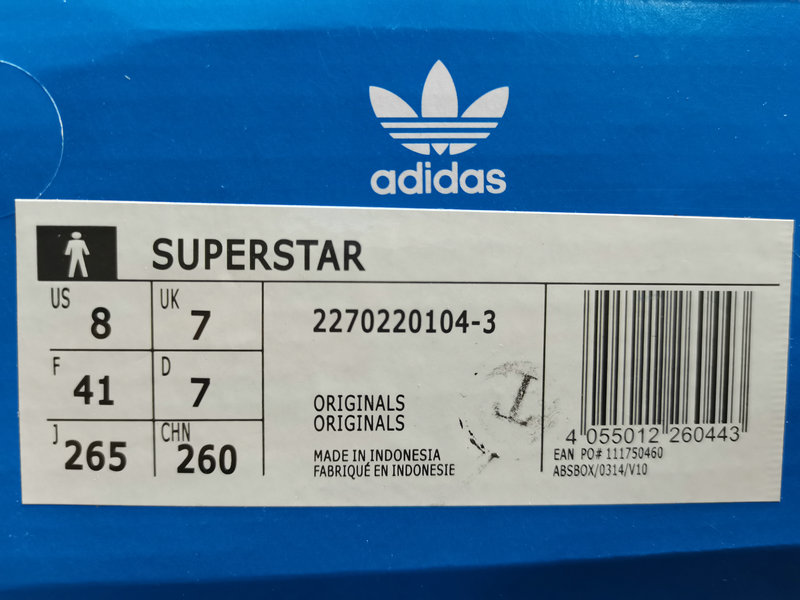 adidas
SUPERSTAR
US 8 UK 7
F 41 D 7
J 265 CHN 260
2270220104-3
ORIGINALS
ORIGINALS
MADE IN INDONESIA
FABRIQUÉ EN INDONESIE
4 055012 260443
EAN PO# 111750460
ABSBOX/0314/V10